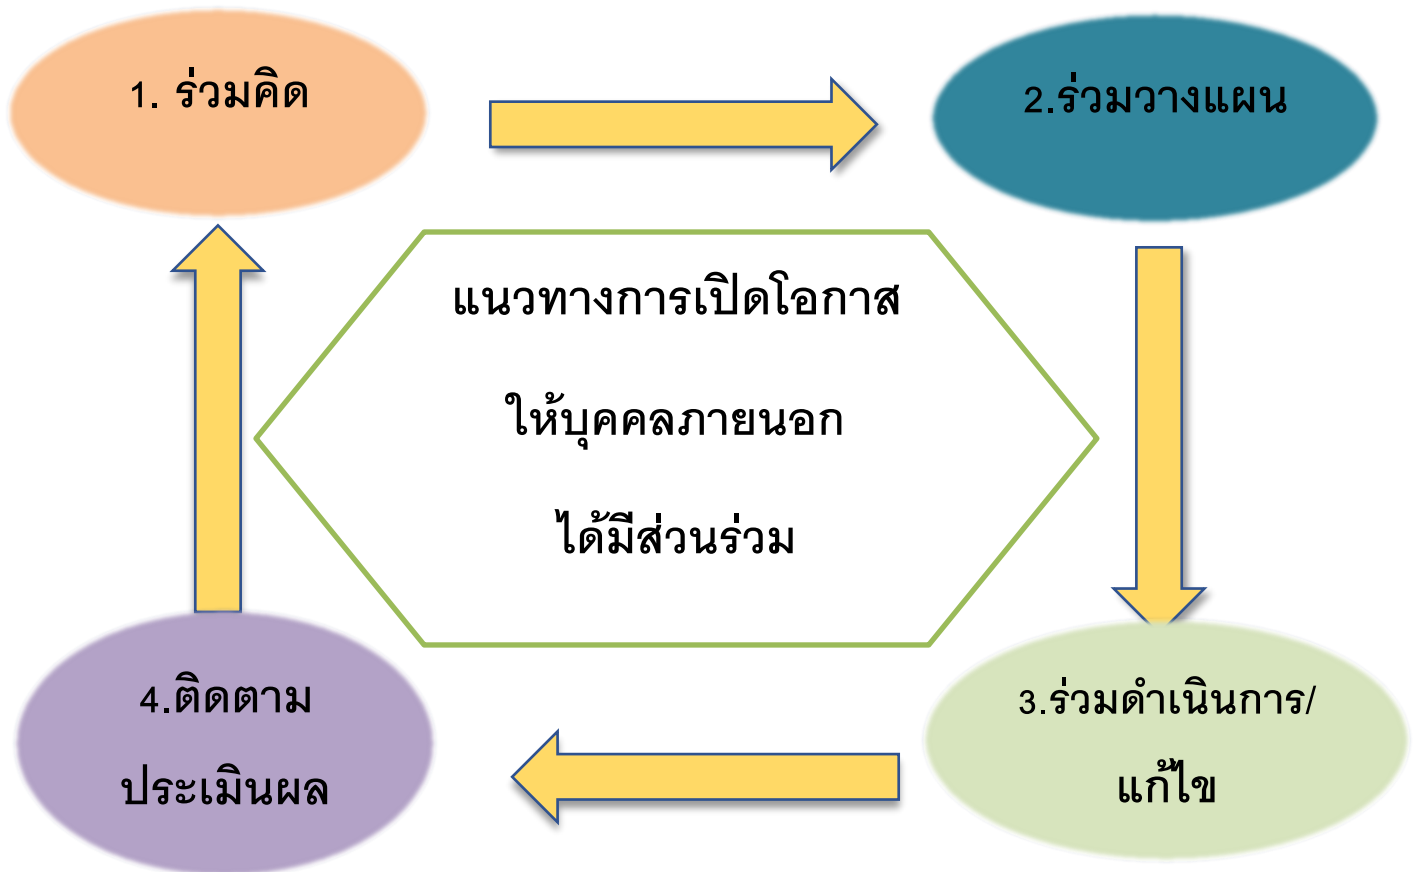 1. ร่วมคิด
2.ร่วมวางแผน
แนวทางการเปิดโอกาส
ให้บุคคลภายนอก
ได้มีส่วนร่วม
3.ร่วมดำเนินการ/
แก้ไข
4.ติดตาม
ประเมินผล